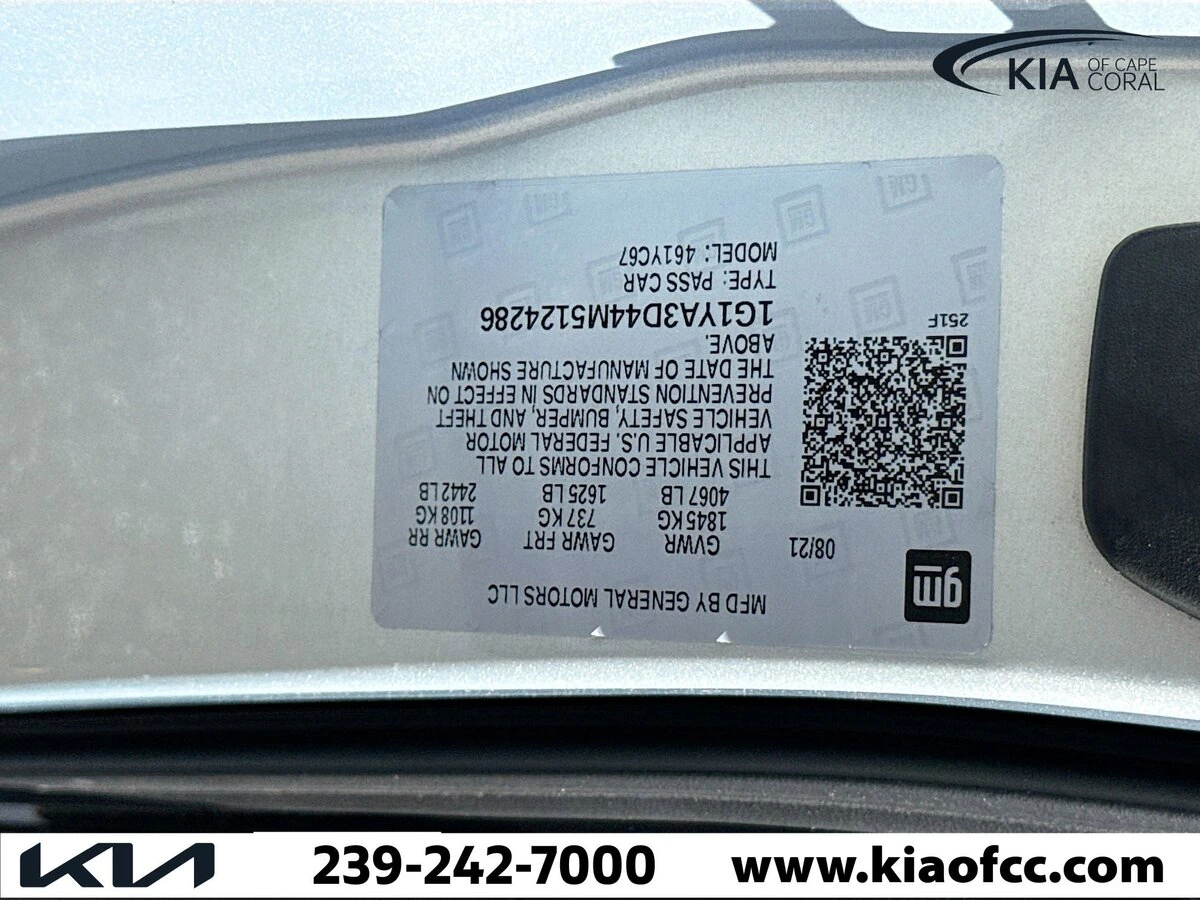 KIA OF CAPE CORAL
gm
MFD BY GENERAL MOTORS LLC
08/21 GVWR GAWR FRT GAWR RR
1845 KG 737 KG 1108 KG
4067 LB 1625 LB 2442 LB
THIS VEHICLE CONFORMS TO ALL
APPLICABLE U.S. FEDERAL MOTOR
VEHICLE SAFETY, BUMPER, AND THEFT
PREVENTION STANDARDS IN EFFECT ON
THE DATE OF MANUFACTURE SHOWN
ABOVE.
251F
1G1YA3D44M5124286
TYPE: PASS CAR
MODEL: 461YC67
KIA 239-242-7000 www.kiaofcc.com